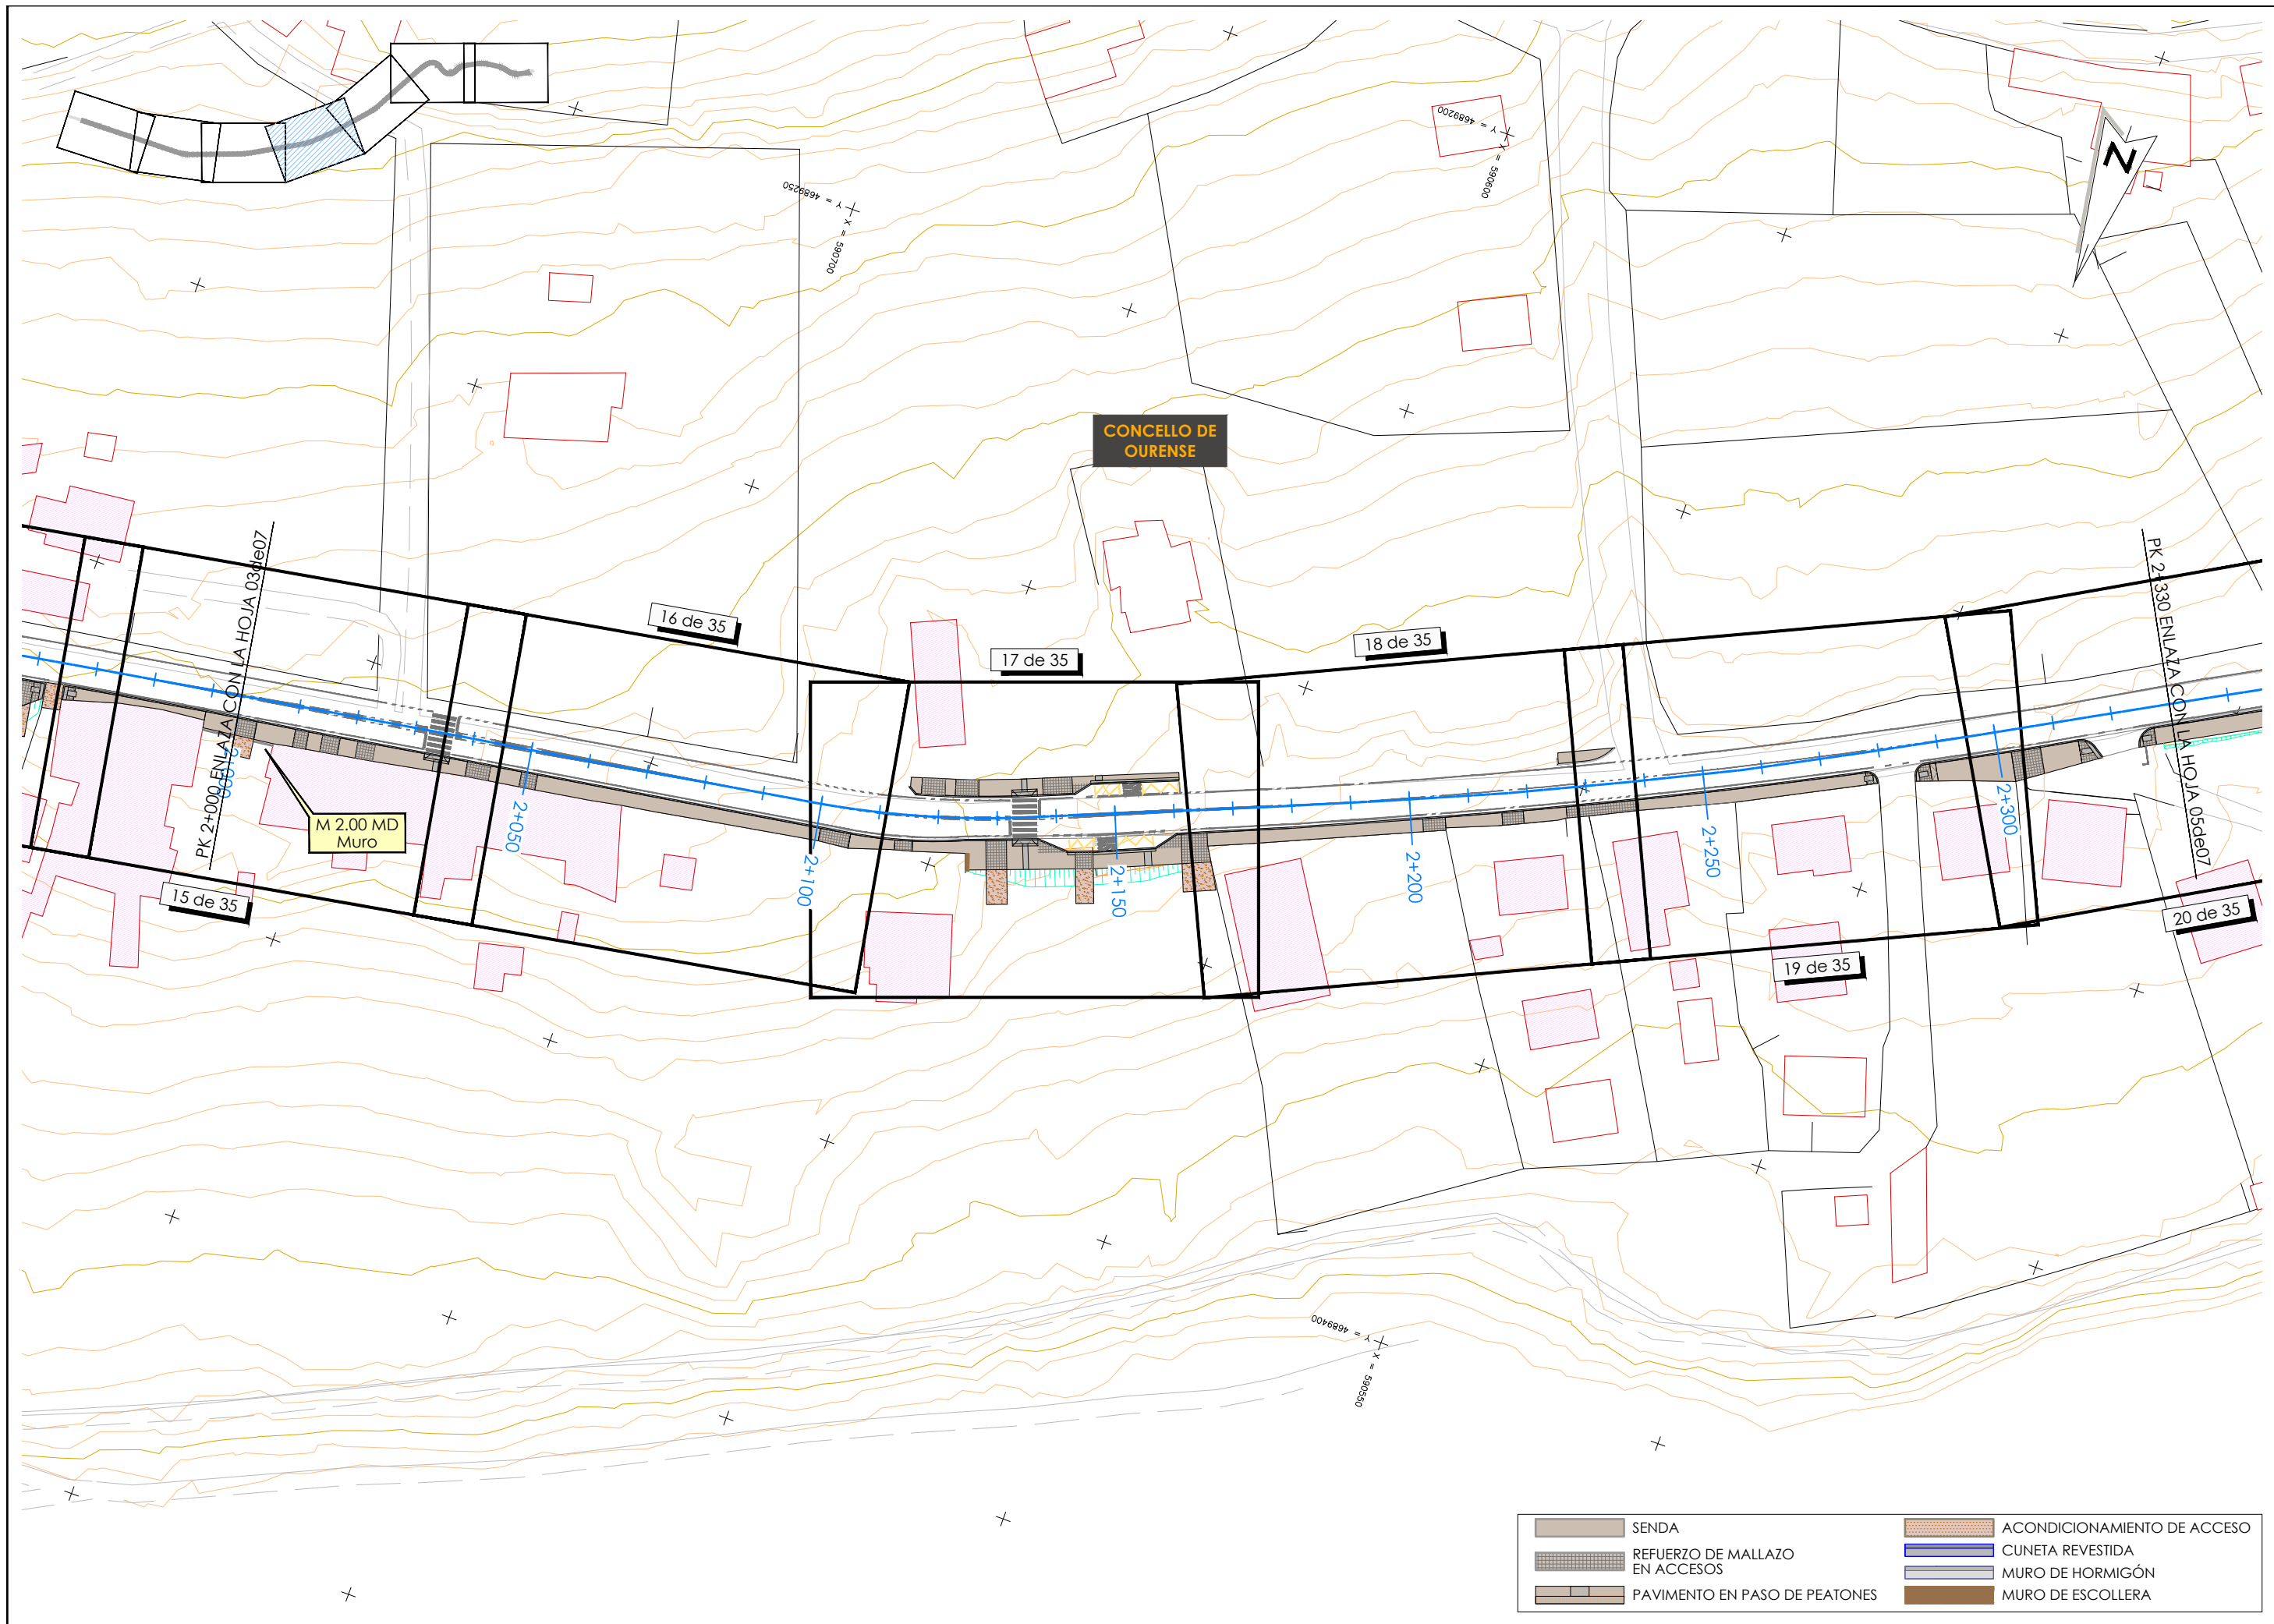 Y = 4689200
X = 590600
N
Y = 4689250
X = 590700
CONCELLO DE
OURENSE
PK 2+000 ENLAZA CON LA HOJA 03de07
PK 2+330 ENLAZA CON LA HOJA 05de07
16 de 35
17 de 35
18 de 35
2+000
M 2.00 MD
Muro
2+050
2+100
2+150
2+200
2+250
2+300
15 de 35
19 de 35
20 de 35
Y = 4689400
X = 590550
SENDA
REFUERZO DE MALLAZO
EN ACCESOS
PAVIMENTO EN PASO DE PEATONES
ACONDICIONAMIENTO DE ACCESO
CUNETA REVESTIDA
MURO DE HORMIGÓN
MURO DE ESCOLLERA